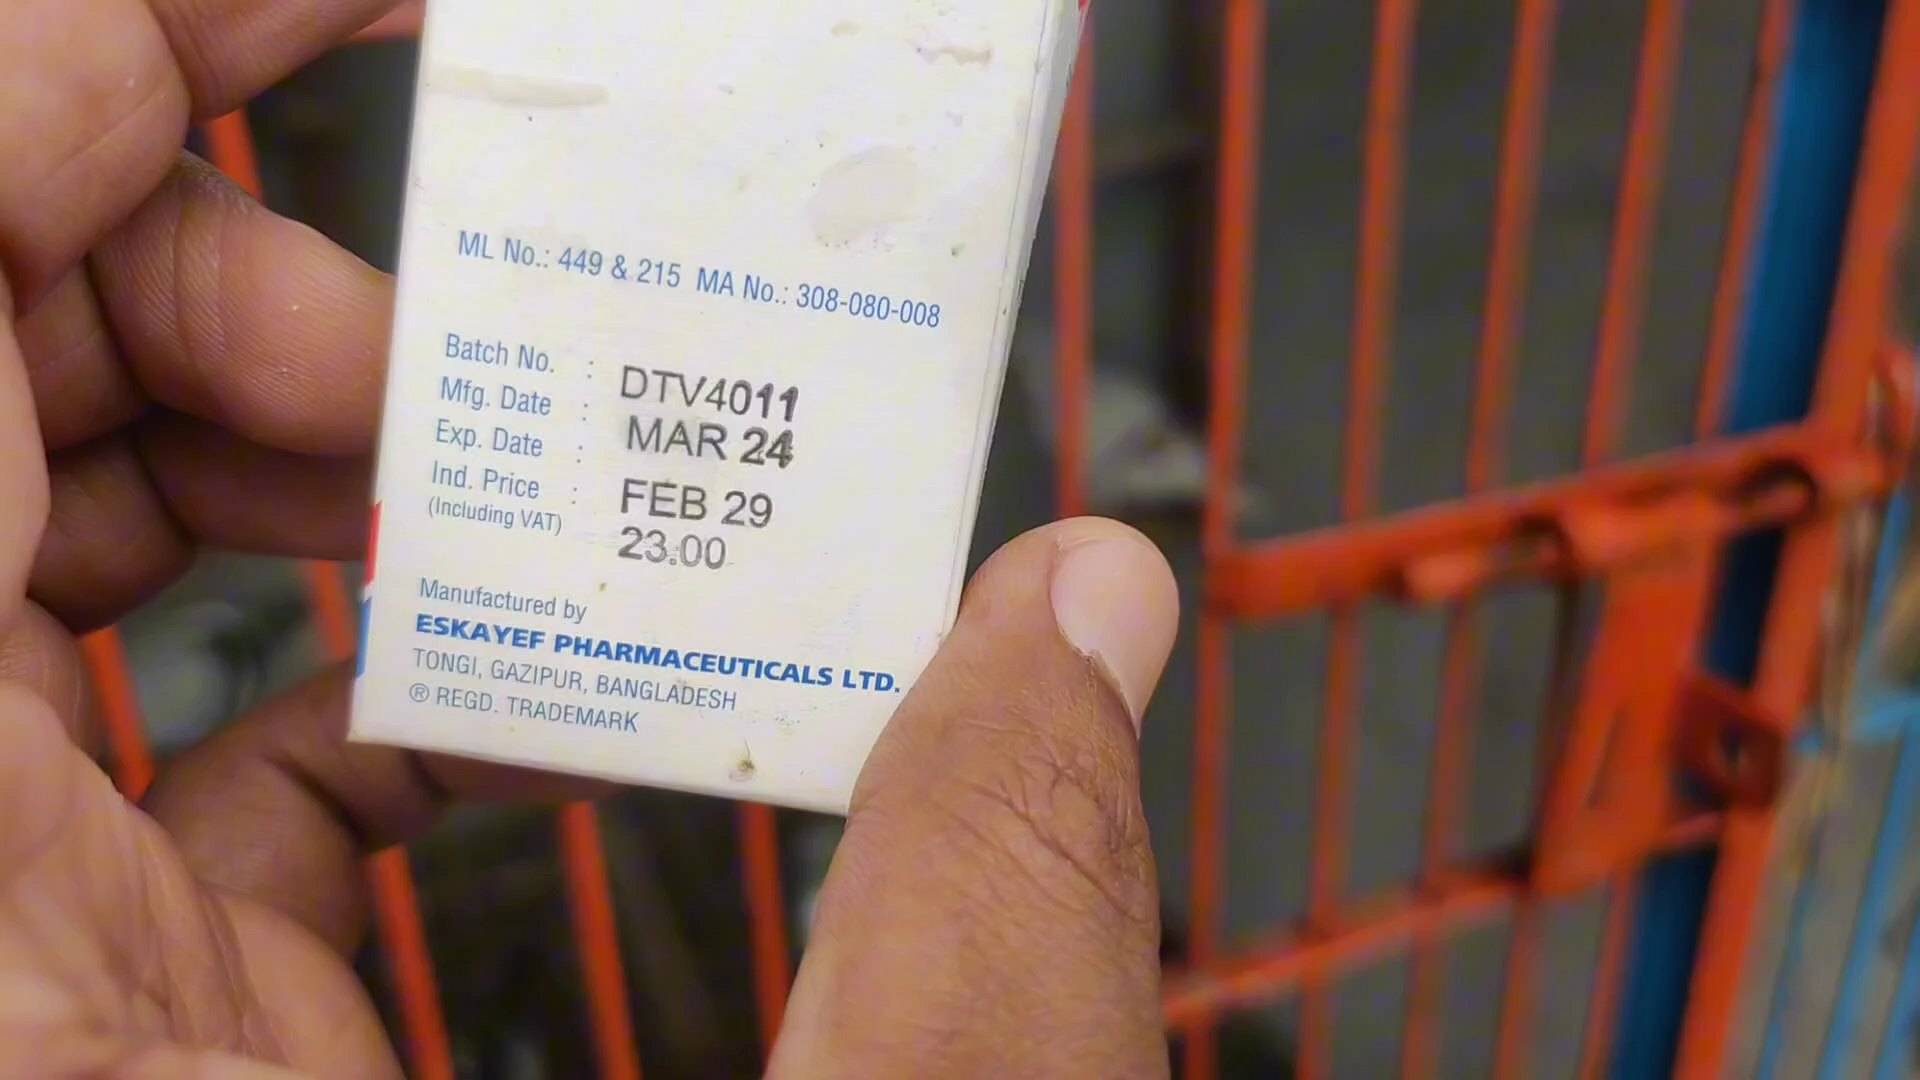 ML No.: 449 & 215 MA No.: 308-080-008
Batch No. : DTV4011
Mfg. Date : MAR 24
Exp. Date : FEB 29
Ind. Price : 23.00
(Including VAT)
Manufactured by
ESKAYEF PHARMACEUTICALS LTD.
TONGI, GAZIPUR, BANGLADESH
® REGD. TRADEMARK